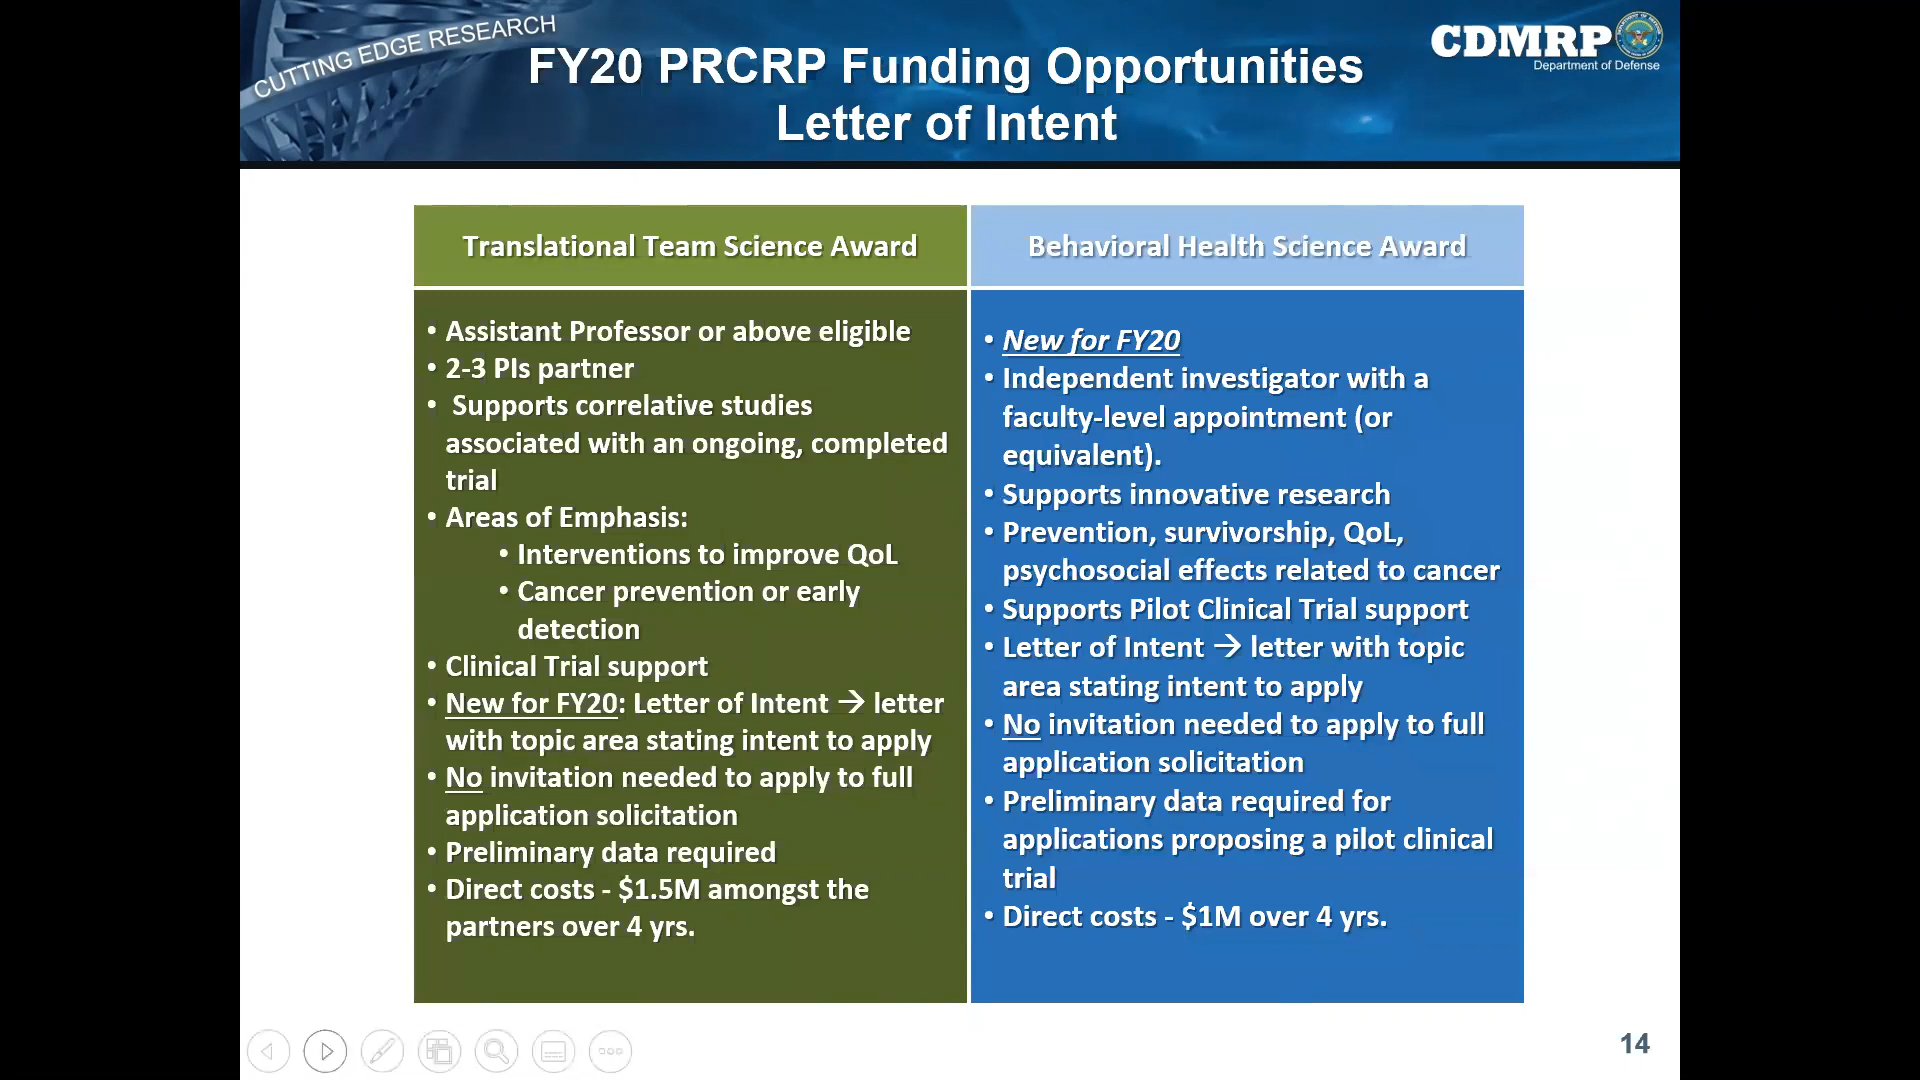 CUTTING EDGE RESEARCH
FY20 PRCRP Funding Opportunities
Letter of Intent
CDMRP
Department of Defense
Translational Team Science Award
• Assistant Professor or above eligible
• 2-3 PIs partner
• Supports correlative studies
associated with an ongoing, completed
trial
• Areas of Emphasis:
• Interventions to improve QoL
• Cancer prevention or early
detection
• Clinical Trial support
• New for FY20: Letter of Intent → letter
with topic area stating intent to apply
• No invitation needed to apply to full
application solicitation
• Preliminary data required
• Direct costs - $1.5M amongst the
partners over 4 yrs.
Behavioral Health Science Award
• New for FY20
• Independent investigator with a
faculty-level appointment (or
equivalent).
• Supports innovative research
• Prevention, survivorship, QoL,
psychosocial effects related to cancer
• Supports Pilot Clinical Trial support
• Letter of Intent → letter with topic
area stating intent to apply
• No invitation needed to apply to full
application solicitation
• Preliminary data required for
applications proposing a pilot clinical
trial
• Direct costs - $1M over 4 yrs.
14